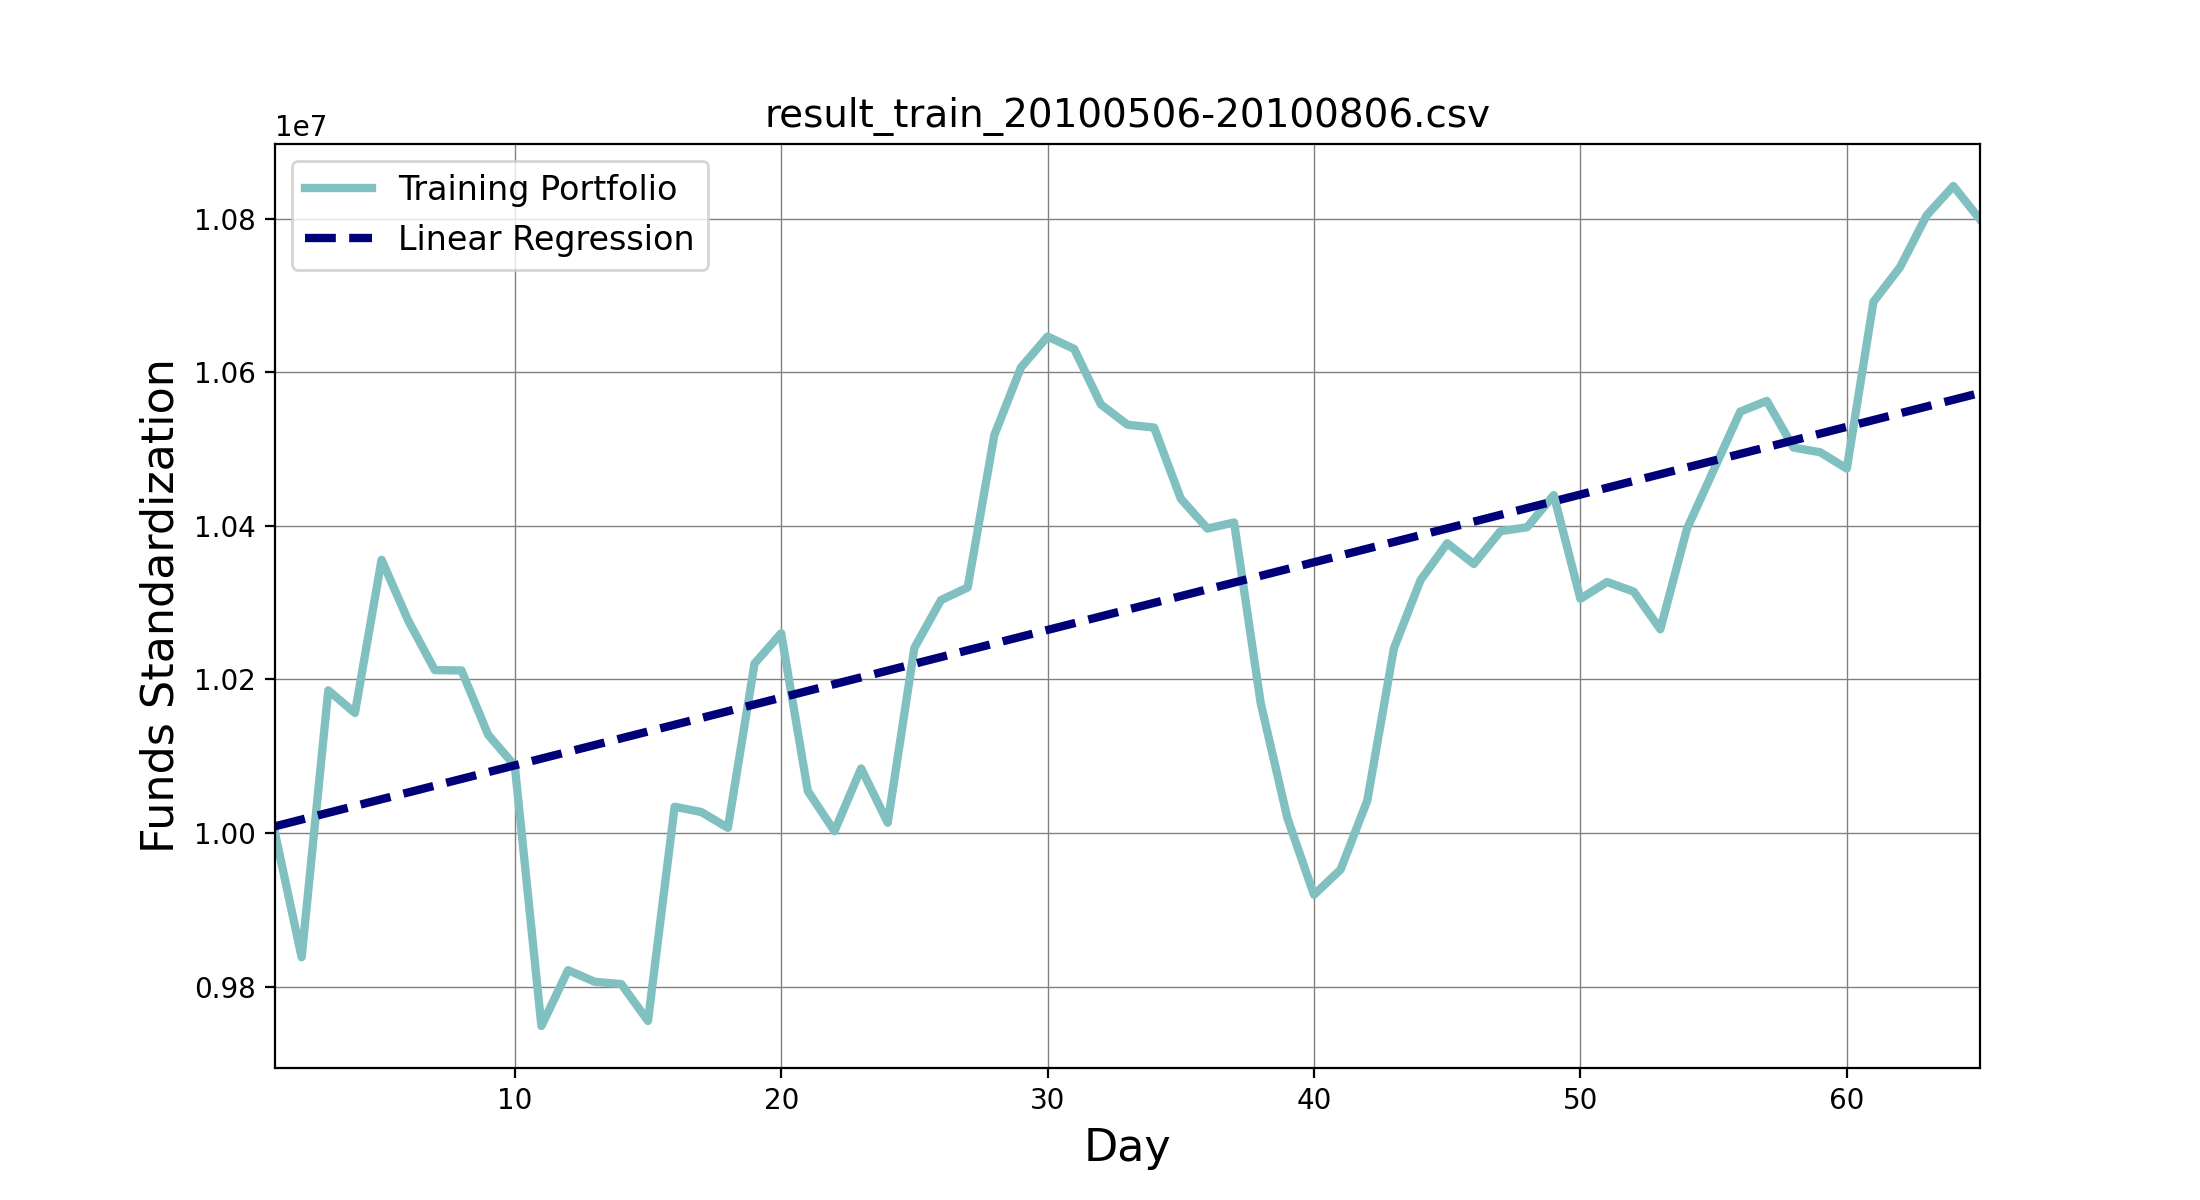 result_train_20100506-20100806.csv
1e7
Training Portfolio
Linear Regression
1.08
1.06
1.04
1.02
1.00
0.98
Funds Standardization
10 20 30 40 50 60
Day